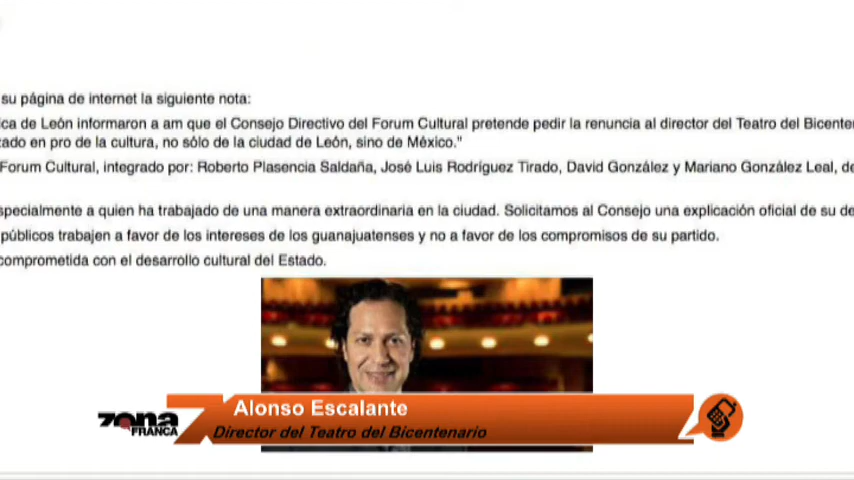 su página de internet la siguiente nota:
ica de León informaron a am que el Consejo Directivo del Forum Cultural pretende pedir la renuncia al director del Teatro del Bicenten
zado en pro de la cultura, no sólo de la ciudad de León, sino de México."
Forum Cultural, integrado por: Roberto Plasencia Saldaña, José Luis Rodríguez Tirado, David González y Mariano González Leal, de
specialmente a quien ha trabajado de una manera extraordinaria en la ciudad. Solicitamos al Consejo una explicación oficial de su de
públicos trabajen a favor de los intereses de los guanajuatenses y no a favor de los compromisos de su partido.
comprometida con el desarrollo cultural del Estado.
Alonso Escalante
zona
FRANCA
Director del Teatro del Bicentenario